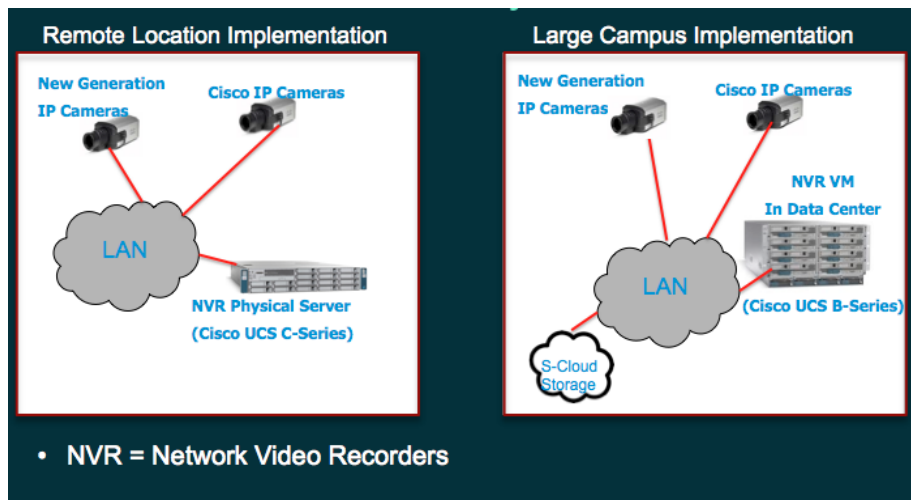 Remote Location Implementation
New Generation
IP Cameras
Cisco IP Cameras
LAN
NVR Physical Server
(Cisco UCS C-Series)
Large Campus Implementation
New Generation
IP Cameras
Cisco IP Cameras
NVR VM
In Data Center
LAN
(Cisco UCS B-Series)
S-Cloud
Storage
• NVR = Network Video Recorders